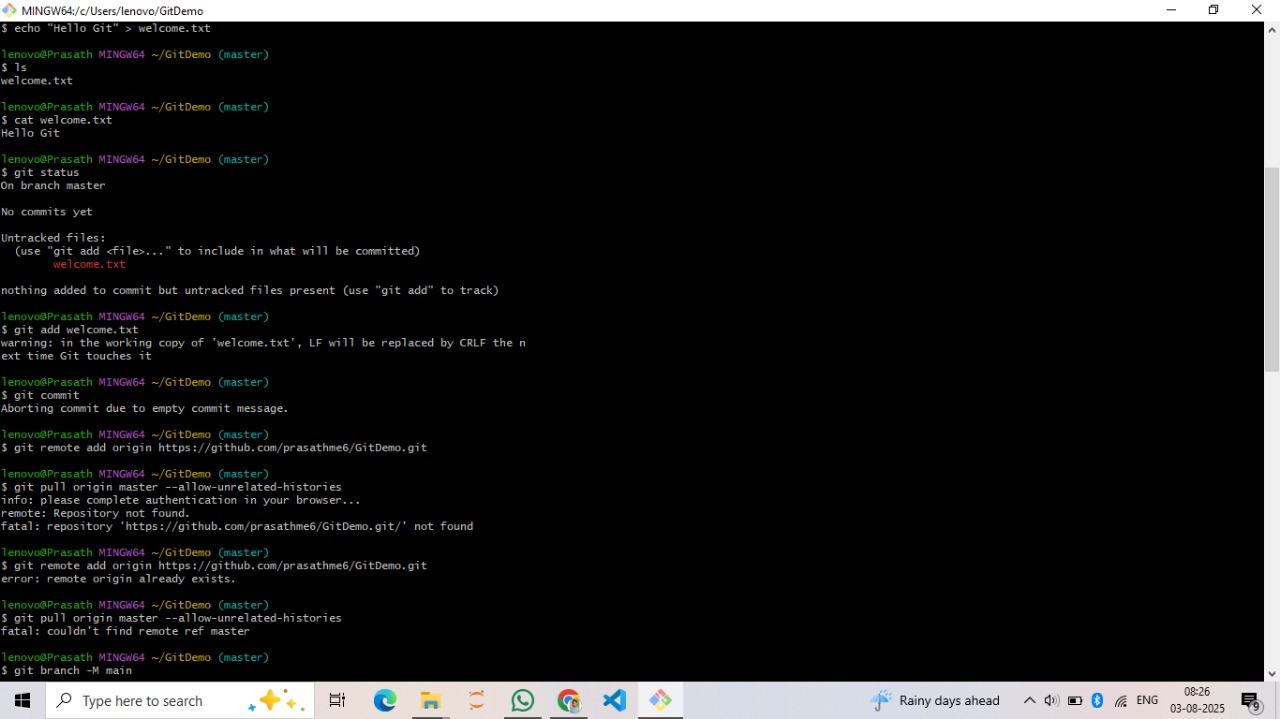 MINGW64:/c/Users/lenovo/GitDemo
$ echo "Hello Git" > welcome.txt
lenovo@Prasath MINGW64 ~/GitDemo (master)
$ ls
welcome.txt
lenovo@Prasath MINGW64 ~/GitDemo (master)
$ cat welcome.txt
Hello Git
lenovo@Prasath MINGW64 ~/GitDemo (master)
$ git status
On branch master
No commits yet
Untracked files:
(use "git add <file>..." to include in what will be committed)
welcome.txt
nothing added to commit but untracked files present (use "git add" to track)
lenovo@Prasath MINGW64 ~/GitDemo (master)
$ git add welcome.txt
warning: in the working copy of 'welcome.txt', LF will be replaced by CRLF the n
ext time Git touches it
lenovo@Prasath MINGW64 ~/GitDemo (master)
$ git commit
Aborting commit due to empty commit message.
lenovo@Prasath MINGW64 ~/GitDemo (master)
$ git remote add origin https://github.com/prasathme6/GitDemo.git
lenovo@Prasath MINGW64 ~/GitDemo (master)
$ git pull origin master --allow-unrelated-histories
info: please complete authentication in your browser...
remote: Repository not found.
fatal: repository 'https://github.com/prasathme6/GitDemo.git/' not found
lenovo@Prasath MINGW64 ~/GitDemo (master)
$ git remote add origin https://github.com/prasathme6/GitDemo.git
error: remote origin already exists.
lenovo@Prasath MINGW64 ~/GitDemo (master)
$ git pull origin master --allow-unrelated-histories
fatal: couldn't find remote ref master
lenovo@Prasath MINGW64 ~/GitDemo (master)
$ git branch -M main
Type here to search
Rainy days ahead
ENG
08:26
03-08-2025
9